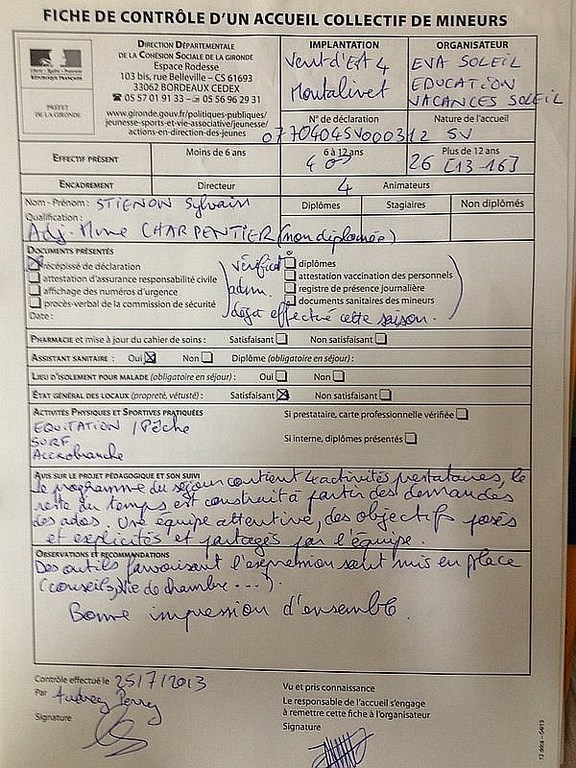 FICHE DE CONTRÔLE D'UN ACCUEIL COLLECTIF DE MINEURS
PRÉFET
DE LA GIRONDE
DIRECTION DÉPARTEMENTALE
DE LA COHÉSION SOCIALE DE LA GIRONDE
Espace Rodesse
103 bis, rue Belleville – CS 61693
33062 BORDEAUX CEDEX
☎ 05 57 01 91 33 – 05 56 96 29 31
www.gironde.gouv.fr/politiques-publiques/
jeunesse-sports-et-vie-associative/jeunesse/
actions-en-direction-des-jeunes
IMPLANTATION
Vent d'Est 4
Montalivet
ORGANISATEUR
EVA SOLEIL
EDUCATION
VACANCES SOLEIL
N° de déclaration
0770404SV000312
Nature de l'accueil
SV
EFFECTIF PRÉSENT
Moins de 6 ans
6 à 12 ans
Plus de 12 ans
26 [13-16]
ENCADREMENT
Directeur
4 Animateurs
Nom - Prénom : STIENON Sylvain
Qualification :
Adj. Mme CHARPENTIER (non diplomée)
Diplômes
Stagiaires
Non diplômés
DOCUMENTS PRÉSENTÉS
récépissé de déclaration
attestation d'assurance responsabilité civile
affichage des numéros d'urgence
procès-verbal de la commission de sécurité
Date :
diplômes
attestation vaccination des personnels
registre de présence journalière
documents sanitaires des mineurs
adm.
déjà effectué cette saison.
PHARMACIE et mise à jour du cahier de soins : Satisfaisant Non satisfaisant
ASSISTANT SANITAIRE : Oui Non Diplôme (obligatoire en séjour) :
LIEU D'ISOLEMENT POUR MALADE (obligatoire en séjour) : Oui Non
ÉTAT GÉNÉRAL DES LOCAUX (propreté, vétusté) : Satisfaisant Non satisfaisant
ACTIVITÉS PHYSIQUES ET SPORTIVES PRATIQUÉES
EQUITATION / Pêche
SURF
Accrobranche
Si prestataire, carte professionnelle vérifiée
Si interne, diplômes présentés
AVIS SUR LE PROJET PÉDAGOGIQUE ET SON SUIVI
le programme du séjour contient 4 activités prestataires, le
reste du temps est construit à partir des demandes
des ados. Une équipe attentive, des objectifs posés
et explicités et partagés par l'équipe.
OBSERVATIONS ET RECOMMANDATIONS
Des outils favorisant l'expression sont mis en place
(conseils, Vie de chambre ...).
Bonne impression d'ensemble.
Contrôle effectué le 25/7/2013
Par Audrey Perry
Signature
Vu et pris connaissance
Le responsable de l'accueil s'engage
à remettre cette fiche à l'organisateur
Signature